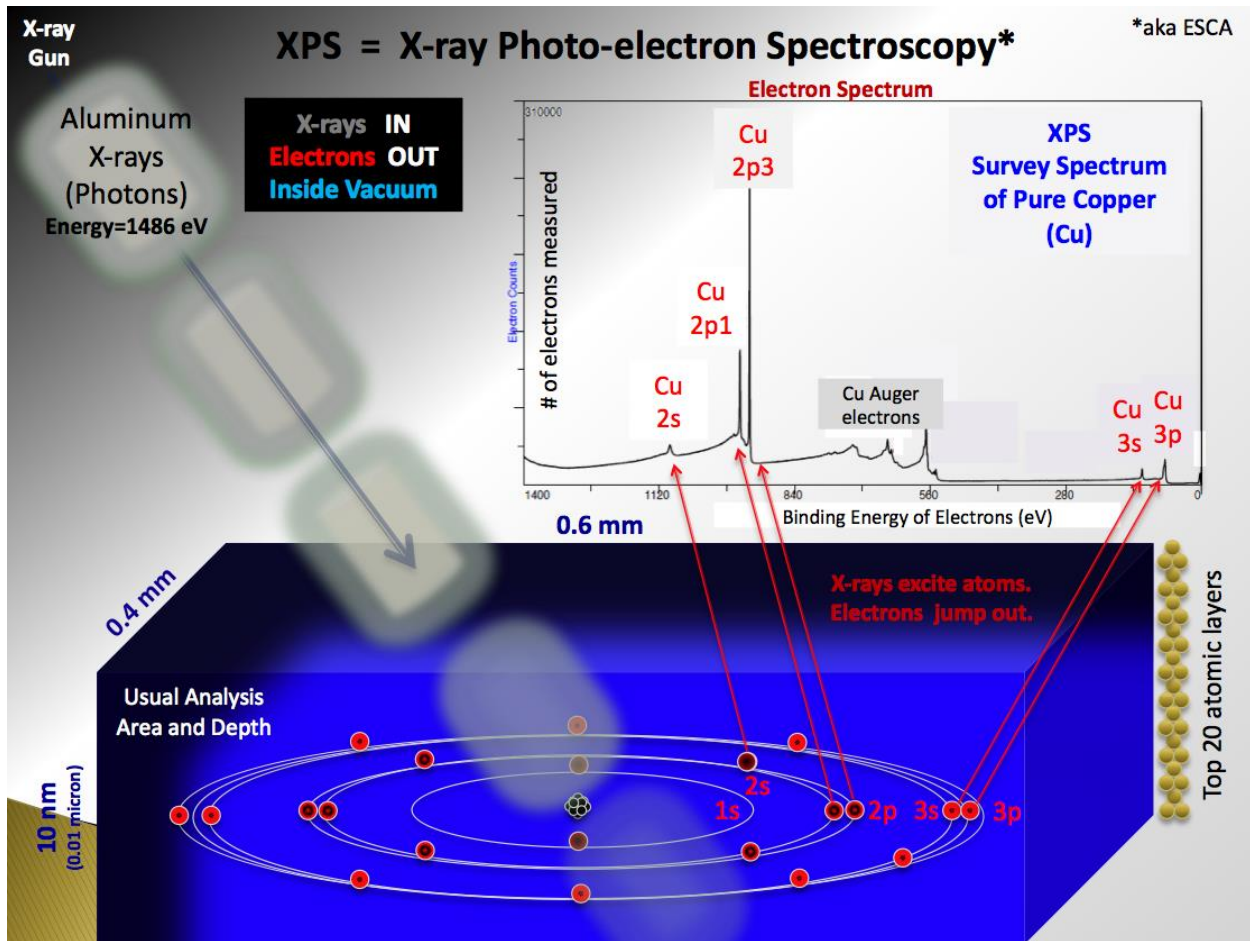 X-ray
Gun
XPS = X-ray Photo-electron Spectroscopy*
*aka ESCA
Aluminum
X-rays
(Photons)
Energy=1486 eV
X-rays IN
Electrons OUT
Inside Vacuum
Electron Spectrum
310000
Electron Counts
# of electrons measured
Cu
2p3
XPS
Survey Spectrum
of Pure Copper
(Cu)
Cu
2p1
Cu
2s
Cu Auger
electrons
Cu
3s
Cu
3p
1400
1120
840
560
280
0
Binding Energy of Electrons (eV)
0.6 mm
0.4 mm
X-rays excite atoms.
Electrons jump out.
Usual Analysis
Area and Depth
10 nm
(0.01 micron)
1s
2s
2p
3s
3p
Top 20 atomic layers